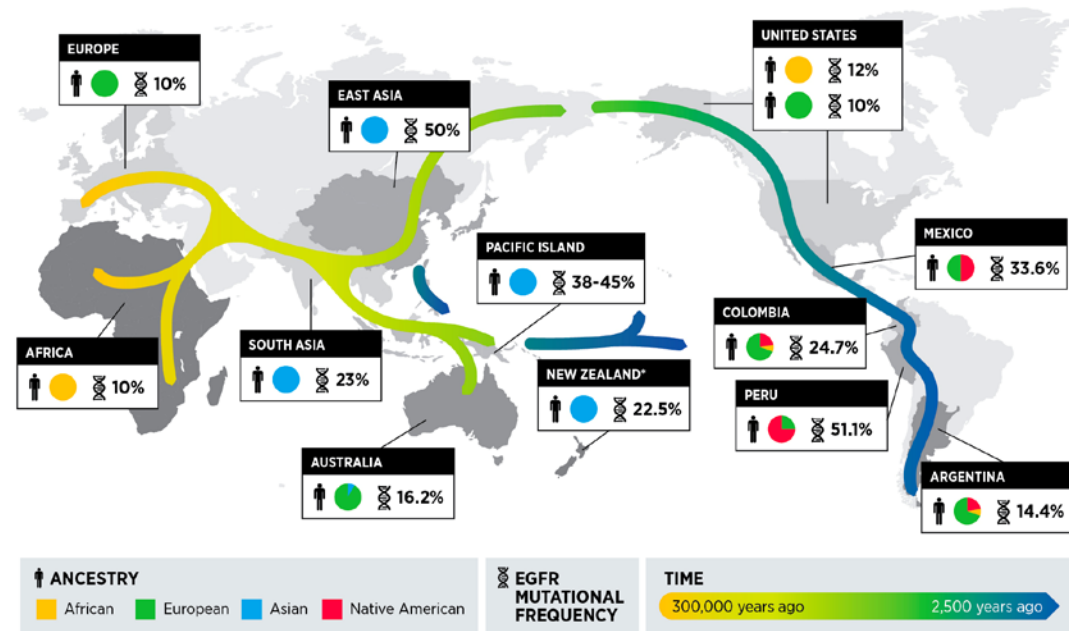 EUROPE
10%
EAST ASIA
50%
UNITED STATES
12%
10%
PACIFIC ISLAND
38-45%
MEXICO
33.6%
AFRICA
10%
SOUTH ASIA
23%
NEW ZEALAND*
22.5%
COLOMBIA
24.7%
PERU
51.1%
AUSTRALIA
16.2%
ARGENTINA
14.4%
ANCESTRY
African European Asian Native American
EGFR
MUTATIONAL
FREQUENCY
TIME
300,000 years ago 2,500 years ago